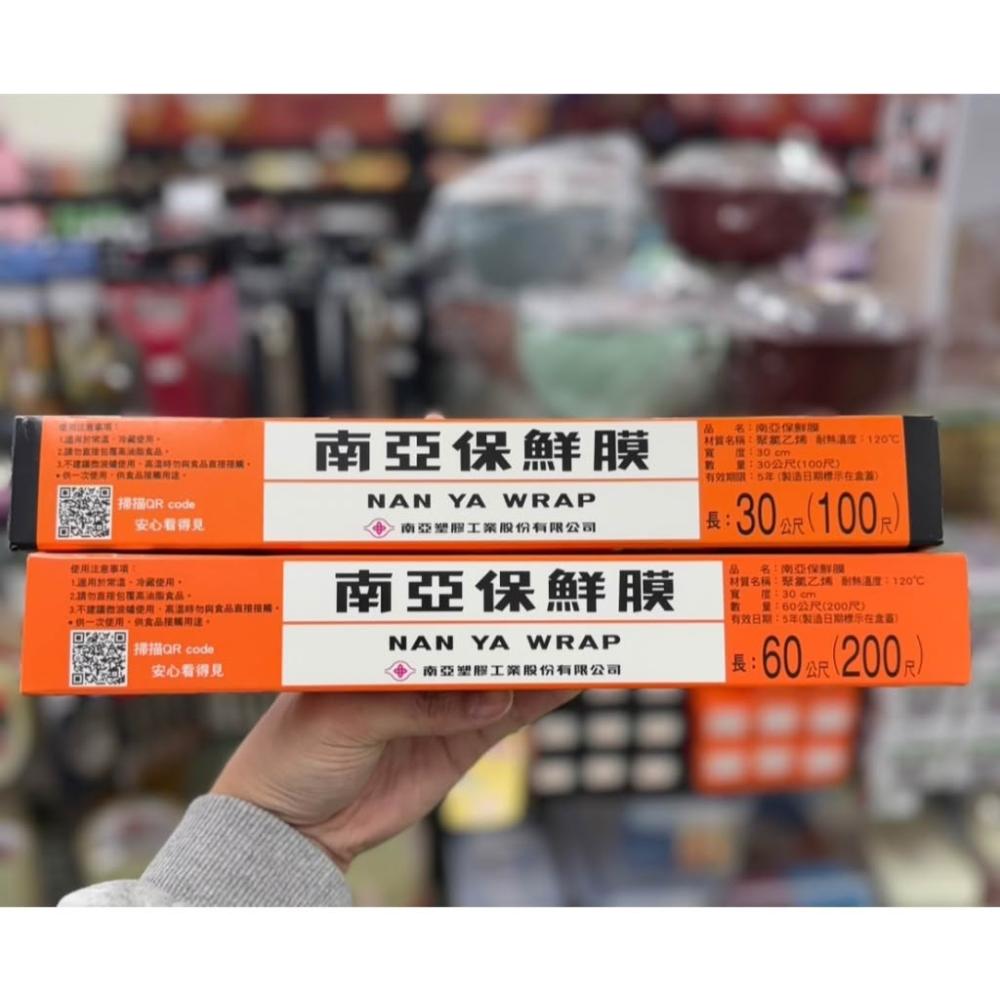 使用注意事項：
1.適用於常溫、冷藏使用。
2.請勿直接包覆高油脂食品。
3.不建議微波爐使用，高溫時勿與食品直接接觸。
*供一次使用，供食品接觸用途。
掃描QR code
安心看得見
南亞保鮮膜
NAN YA WRAP
南亞塑膠工業股份有限公司
品　名：南亞保鮮膜
材質名稱：聚氯乙烯 耐熱溫度：120℃
寬　度：30 cm
數　量：30公尺(100尺)
有效期限：5年(製造日期標示在盒蓋)
長：30公尺(100尺)
使用注意事項：
1.適用於常溫、冷藏使用。
2.請勿直接包覆高油脂食品。
3.不建議微波爐使用，高溫時勿與食品直接接觸。
*供一次使用，供食品接觸用途。
掃描QR code
安心看得見
南亞保鮮膜
NAN YA WRAP
南亞塑膠工業股份有限公司
品　名：南亞保鮮膜
材質名稱：聚氯乙烯 耐熱溫度：120℃
寬　度：30 cm
數　量：60公尺(200尺)
有效日期：5年(製造日期標示在盒蓋)
長：60公尺(200尺)